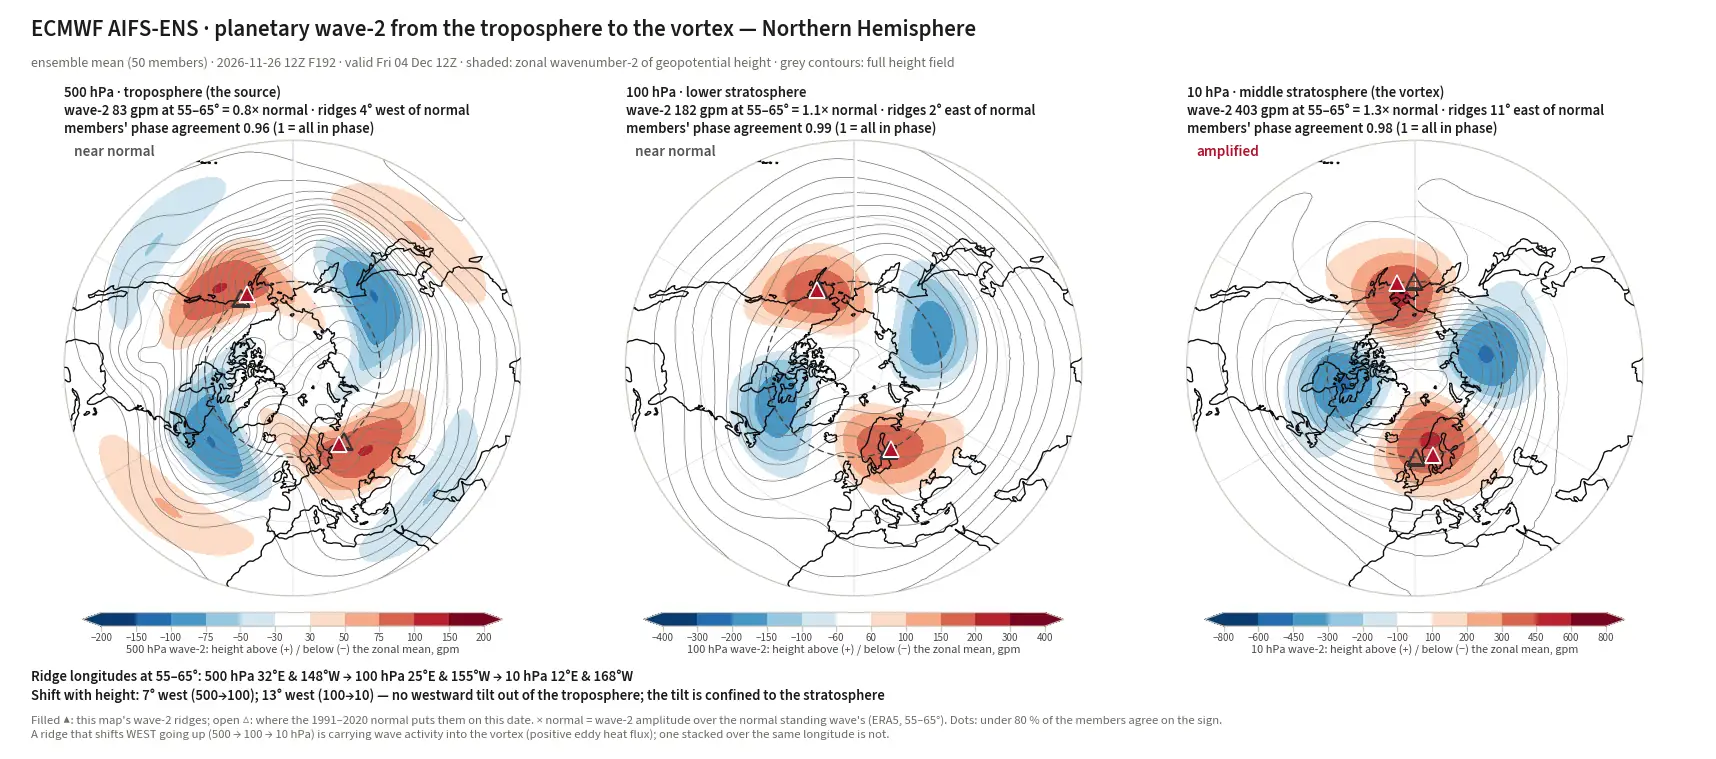 ECMWF AIFS-ENS · planetary wave-2 from the troposphere to the vortex — Northern Hemisphere
ensemble mean (50 members) · 2026-11-26 12Z F192 · valid Fri 04 Dec 12Z · shaded: zonal wavenumber-2 of geopotential height · grey contours: full height field
500 hPa · troposphere (the source)
wave-2 83 gpm at 55–65° = 0.8× normal · ridges 4° west of normal
members' phase agreement 0.96 (1 = all in phase)
near normal
100 hPa · lower stratosphere
wave-2 182 gpm at 55–65° = 1.1× normal · ridges 2° east of normal
members' phase agreement 0.99 (1 = all in phase)
near normal
10 hPa · middle stratosphere (the vortex)
wave-2 403 gpm at 55–65° = 1.3× normal · ridges 11° east of normal
members' phase agreement 0.98 (1 = all in phase)
amplified
−200 −150 −100 −75 −50 −30 30 50 75 100 150 200
500 hPa wave-2: height above (+) / below (−) the zonal mean, gpm
−400 −300 −200 −150 −100 −60 60 100 150 200 300 400
100 hPa wave-2: height above (+) / below (−) the zonal mean, gpm
−800 −600 −450 −300 −200 −100 100 200 300 450 600 800
10 hPa wave-2: height above (+) / below (−) the zonal mean, gpm
Ridge longitudes at 55–65°: 500 hPa 32°E & 148°W → 100 hPa 25°E & 155°W → 10 hPa 12°E & 168°W
Shift with height: 7° west (500→100); 13° west (100→10) — no westward tilt out of the troposphere; the tilt is confined to the stratosphere
Filled ▲: this map's wave-2 ridges; open △: where the 1991–2020 normal puts them on this date. × normal = wave-2 amplitude over the normal standing wave's (ERA5, 55–65°). Dots: under 80 % of the members agree on the sign.
A ridge that shifts WEST going up (500 → 100 → 10 hPa) is carrying wave activity into the vortex (positive eddy heat flux); one stacked over the same longitude is not.